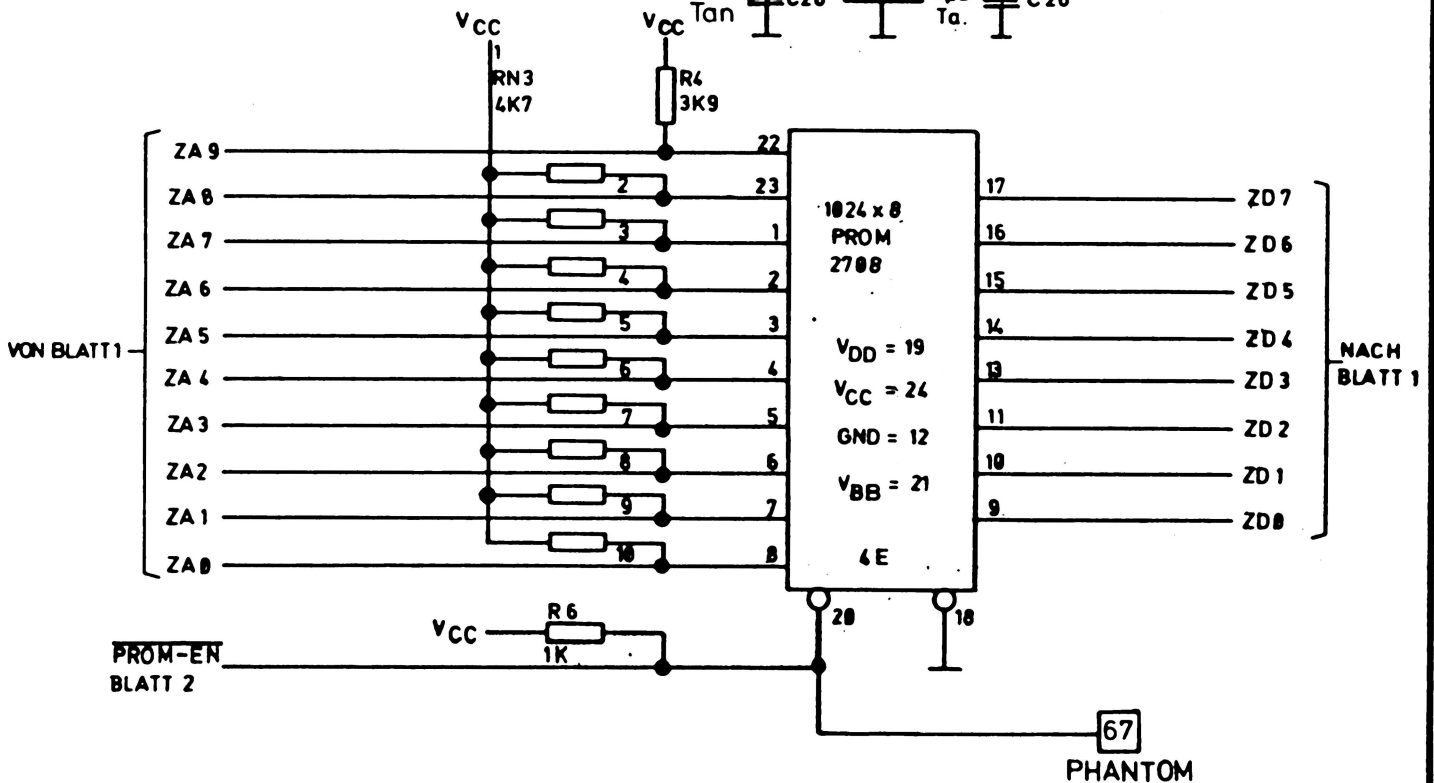 Tan
C20
Ta.
C26
VCC
VCC
1
RN3
4K7
R4
3K9
VON BLATT 1
ZA 9
22
ZA 8
2
23
ZA 7
3
1
ZA 6
4
2
ZA 5
5
3
ZA 4
6
4
ZA 3
7
5
ZA 2
8
6
ZA 1
9
7
ZA 0
10
8
1024 x 8
PROM
2708
VDD = 19
VCC = 24
GND = 12
VBB = 21
4E
17
ZD 7
16
ZD 6
15
ZD 5
14
ZD 4
13
ZD 3
11
ZD 2
10
ZD 1
9
ZD 0
NACH
BLATT 1
20
18
VCC
R 6
1K
PROM-EN
BLATT 2
67
PHANTOM